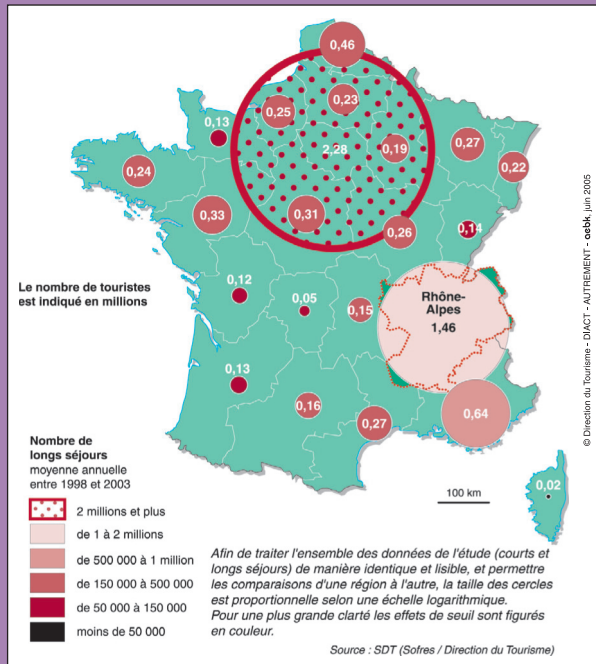 0,46
0,23
0,25
0,13
2,28
0,19
0,27
0,22
0,24
0,33
0,31
0,26
0,14
Le nombre de touristes
est indiqué en millions
0,12
0,05
0,15
Rhône-
Alpes
1,46
0,13
0,16
0,27
0,64
0,02
100 km
Nombre de
longs séjours
moyenne annuelle
entre 1998 et 2003
2 millions et plus
de 1 à 2 millions
de 500 000 à 1 million
de 150 000 à 500 000
de 50 000 à 150 000
moins de 50 000
Afin de traiter l'ensemble des données de l'étude (courts et
longs séjours) de manière identique et lisible, et permettre
les comparaisons d'une région à l'autre, la taille des cercles
est proportionnelle selon une échelle logarithmique.
Pour une plus grande clarté les effets de seuil sont figurés
en couleur.
Source : SDT (Sofres / Direction du Tourisme)
© Direction du Tourisme - DIACT - AUTREMENT - oebk, juin 2005